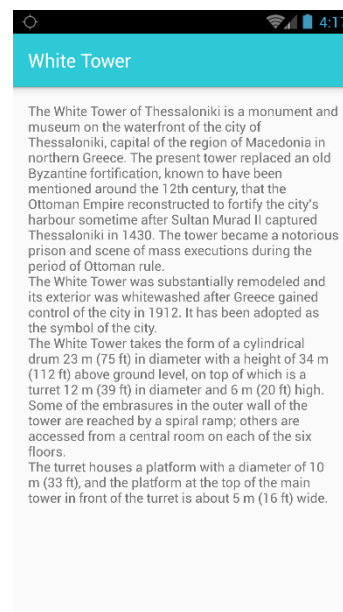 4:17
White Tower
The White Tower of Thessaloniki is a monument and
museum on the waterfront of the city of
Thessaloniki, capital of the region of Macedonia in
northern Greece. The present tower replaced an old
Byzantine fortification, known to have been
mentioned around the 12th century, that the
Ottoman Empire reconstructed to fortify the city's
harbour sometime after Sultan Murad II captured
Thessaloniki in 1430. The tower became a notorious
prison and scene of mass executions during the
period of Ottoman rule.
The White Tower was substantially remodeled and
its exterior was whitewashed after Greece gained
control of the city in 1912. It has been adopted as
the symbol of the city.
The White Tower takes the form of a cylindrical
drum 23 m (75 ft) in diameter with a height of 34 m
(112 ft) above ground level, on top of which is a
turret 12 m (39 ft) in diameter and 6 m (20 ft) high.
Some of the embrasures in the outer wall of the
tower are reached by a spiral ramp; others are
accessed from a central room on each of the six
floors.
The turret houses a platform with a diameter of 10
m (33 ft), and the platform at the top of the main
tower in front of the turret is about 5 m (16 ft) wide.